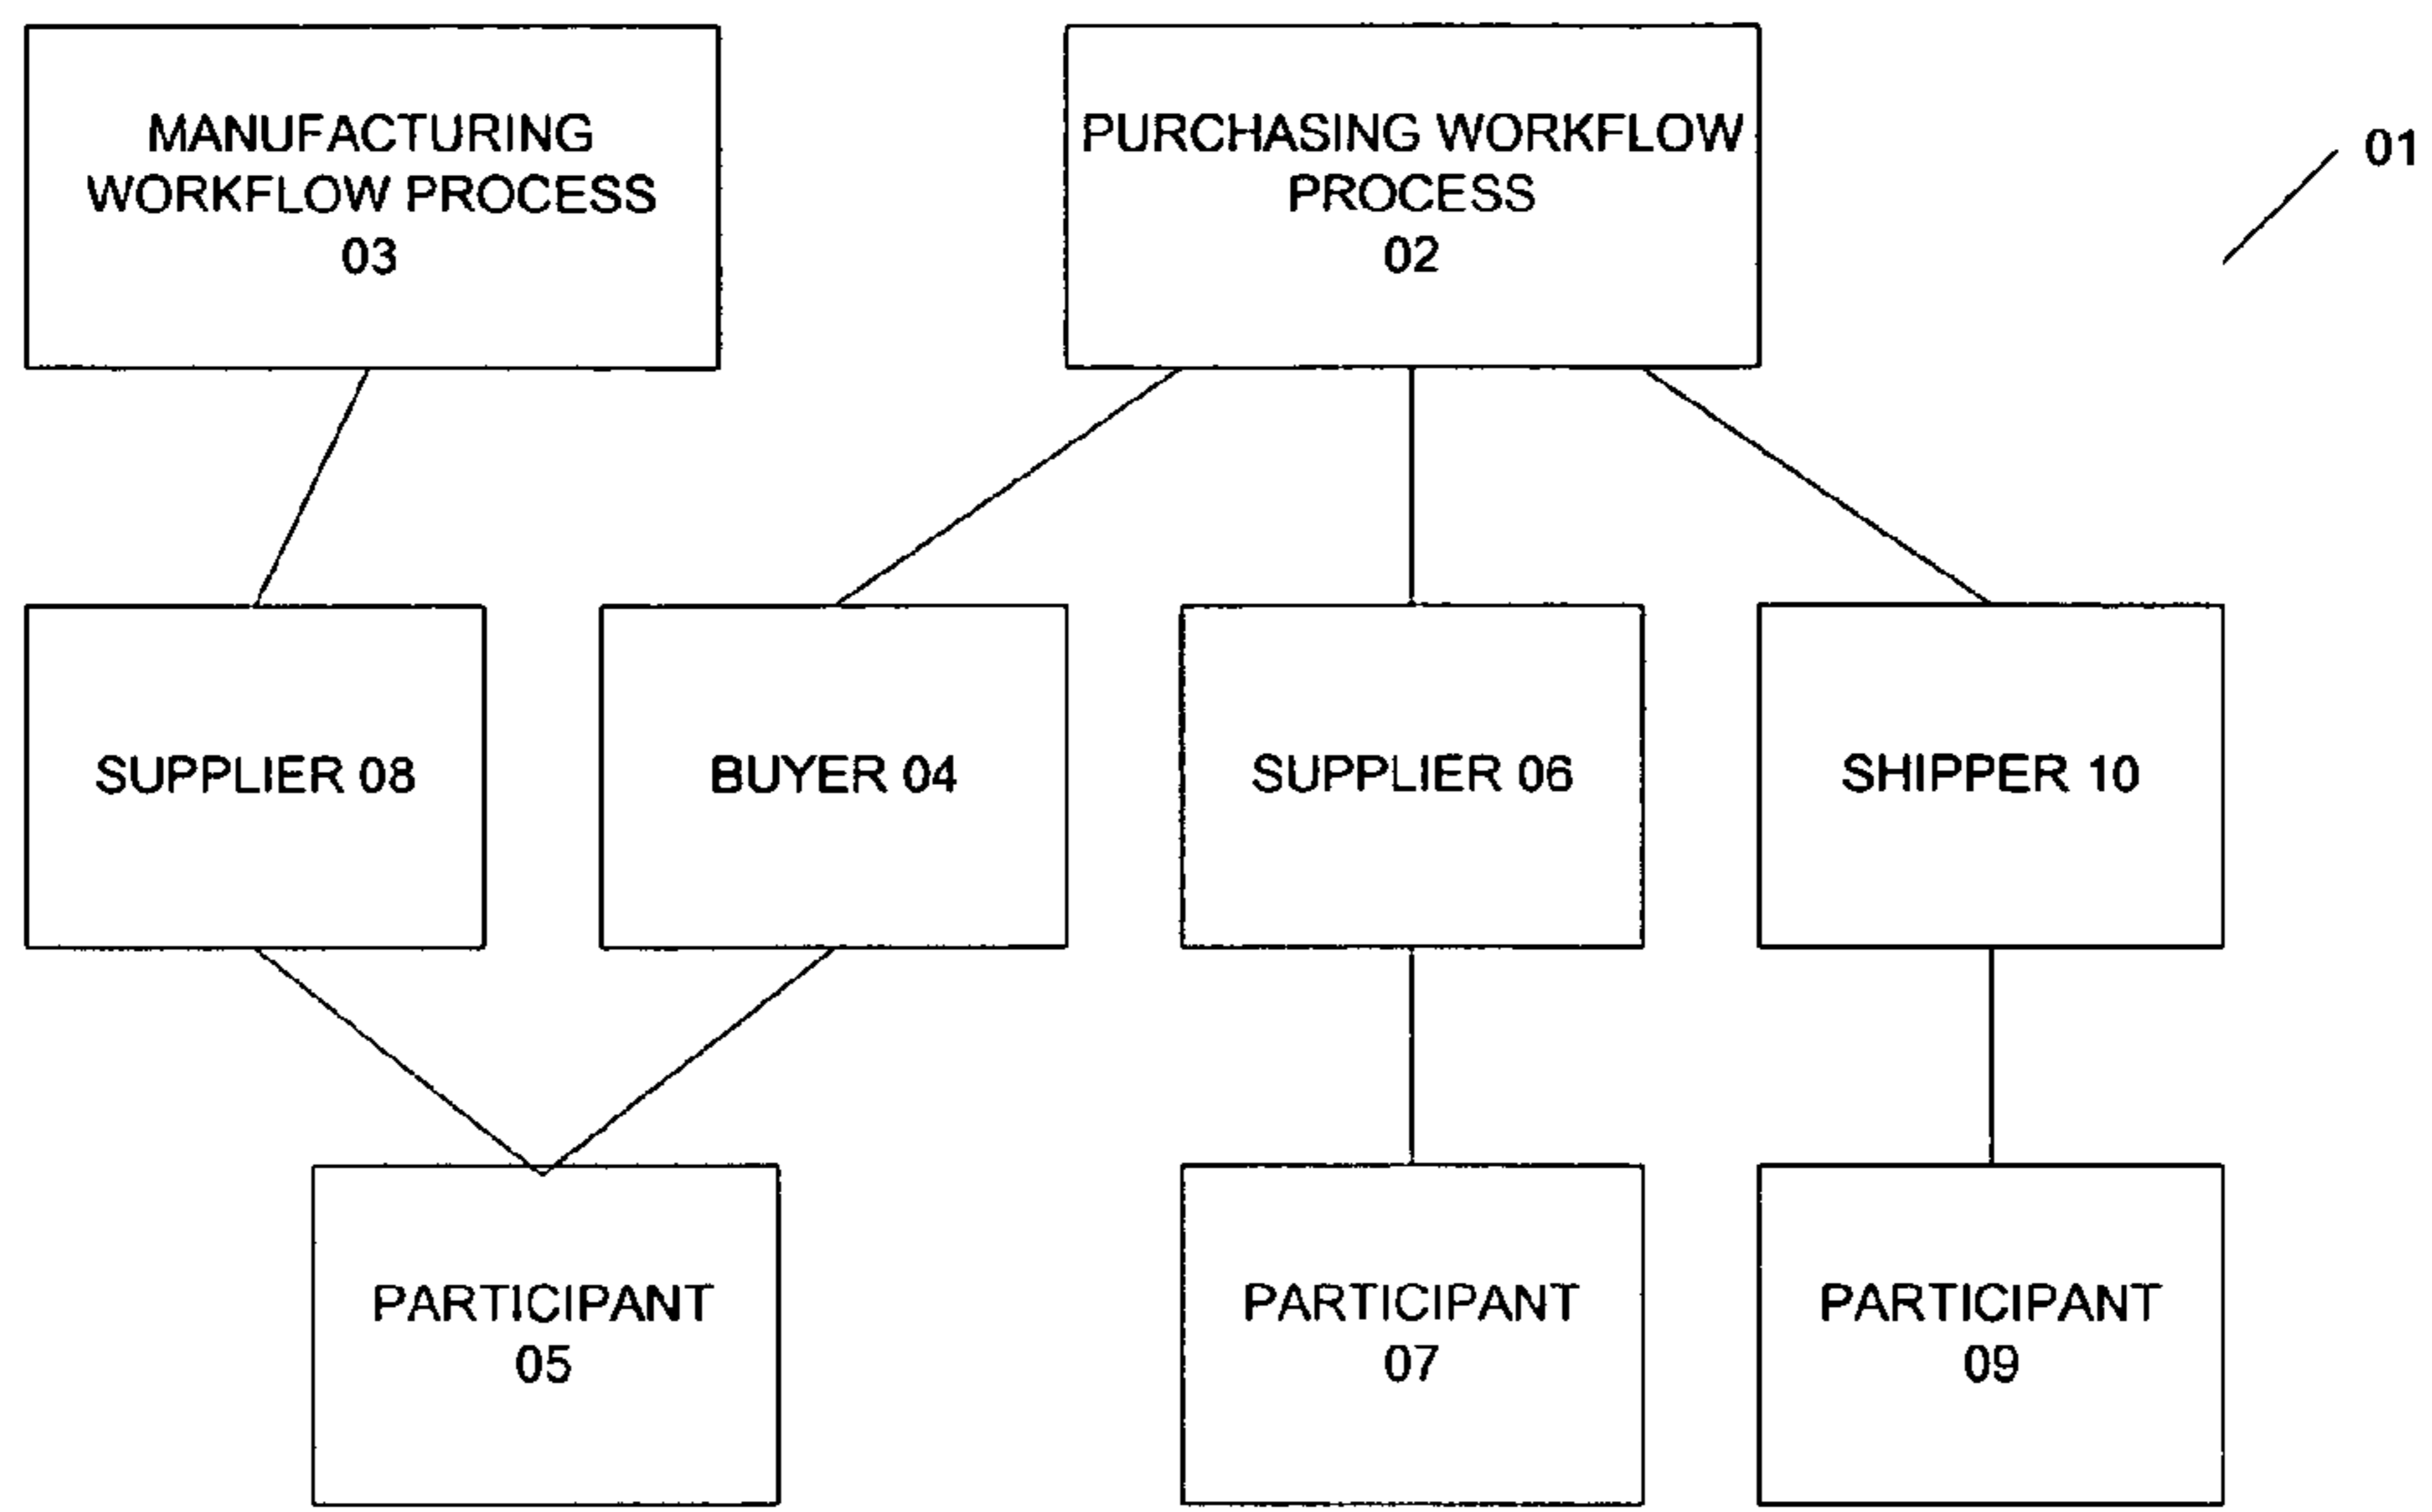 MANUFACTURING
WORKFLOW PROCESS
03
PURCHASING WORKFLOW
PROCESS
02
01
SUPPLIER 08
BUYER 04
SUPPLIER 06
SHIPPER 10
PARTICIPANT
05
PARTICIPANT
07
PARTICIPANT
09